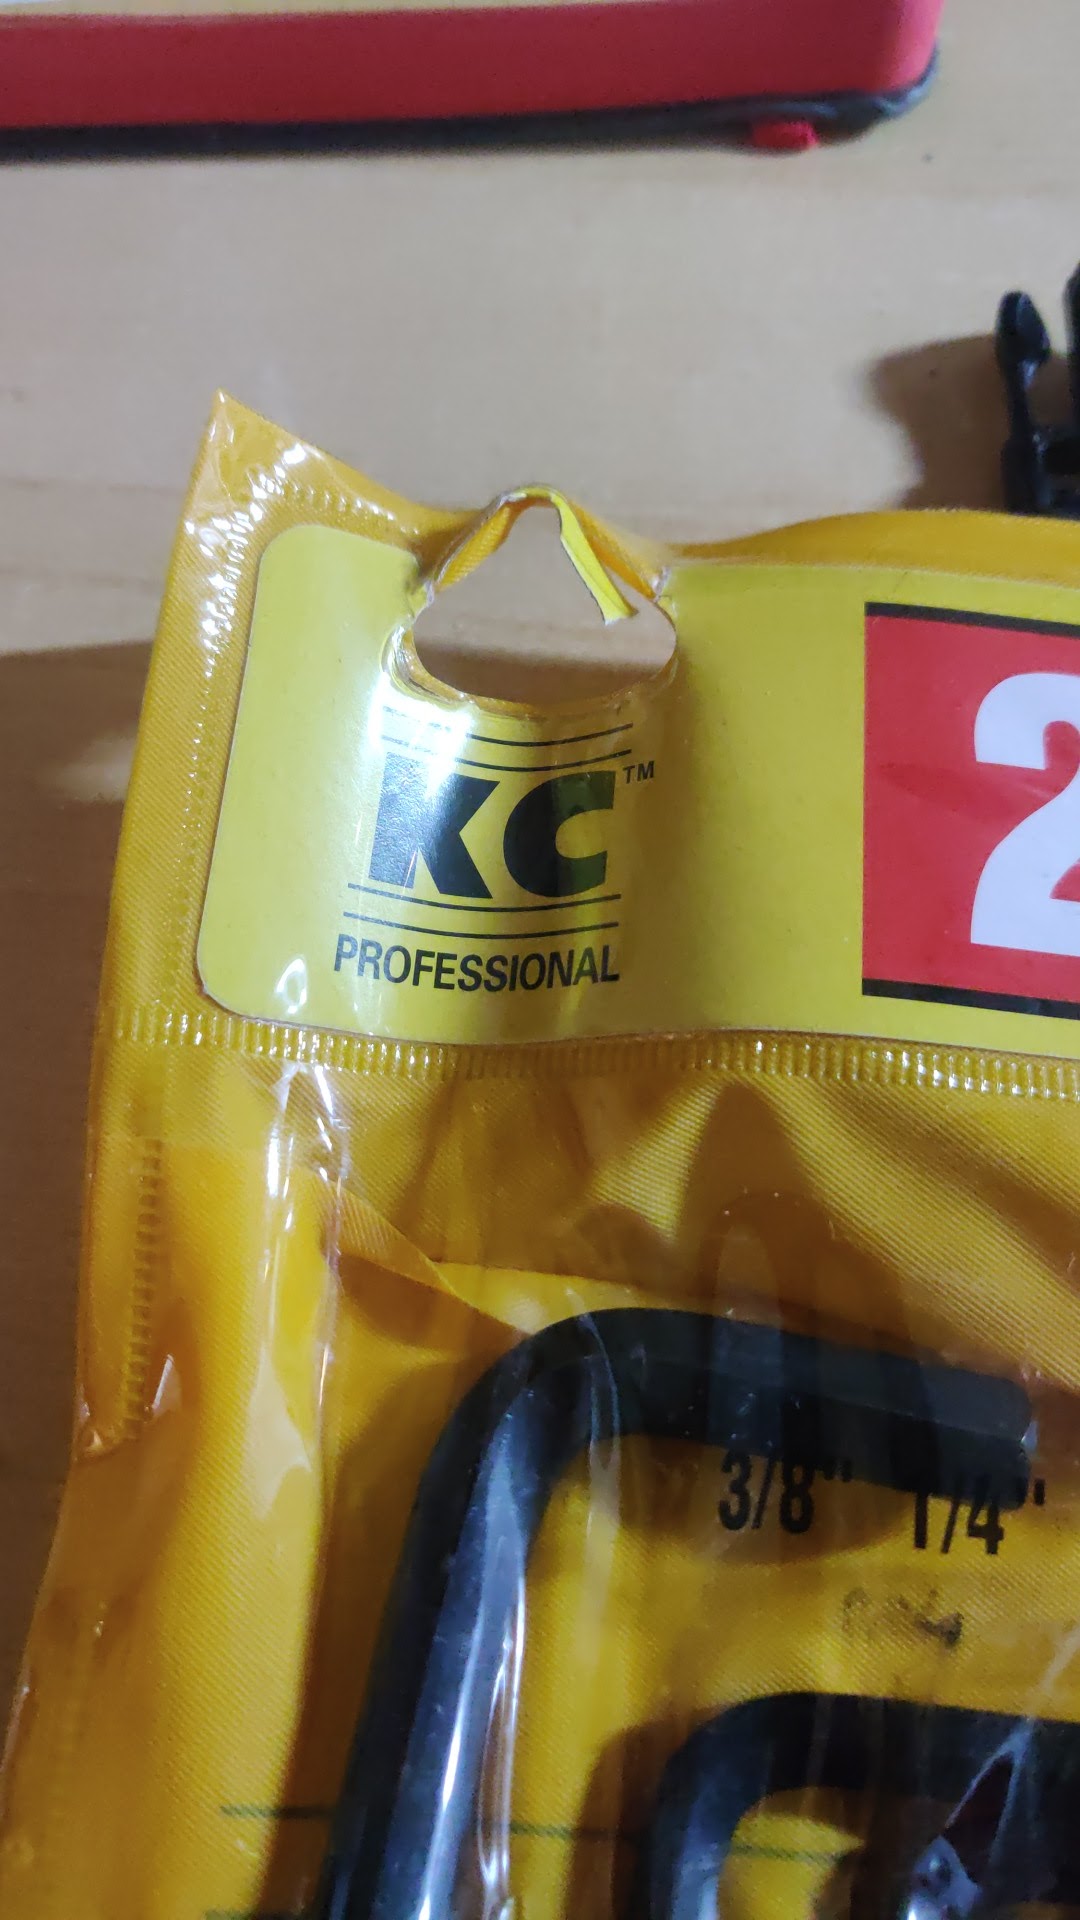 KC™
PROFESSIONAL
2
3/8" 1/4"